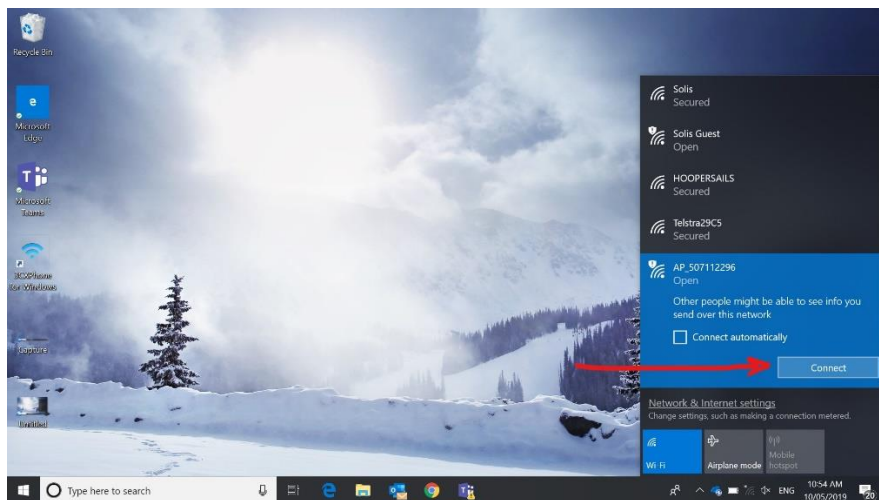 Recycle Bin
Microsoft
Edge
Microsoft
Teams
3CXPhone
for Windows
Capture
Untitled
Solis
Secured
Solis Guest
Open
HOOPERSAILS
Secured
Telstra29C5
Secured
AP_507112296
Open
Other people might be able to see info you
send over this network
Connect automatically
Connect
Network & Internet settings
Change settings, such as making a connection metered.
Wi-Fi
Airplane mode
Mobile
hotspot
Type here to search
ENG
10:54 AM
10/05/2019
20